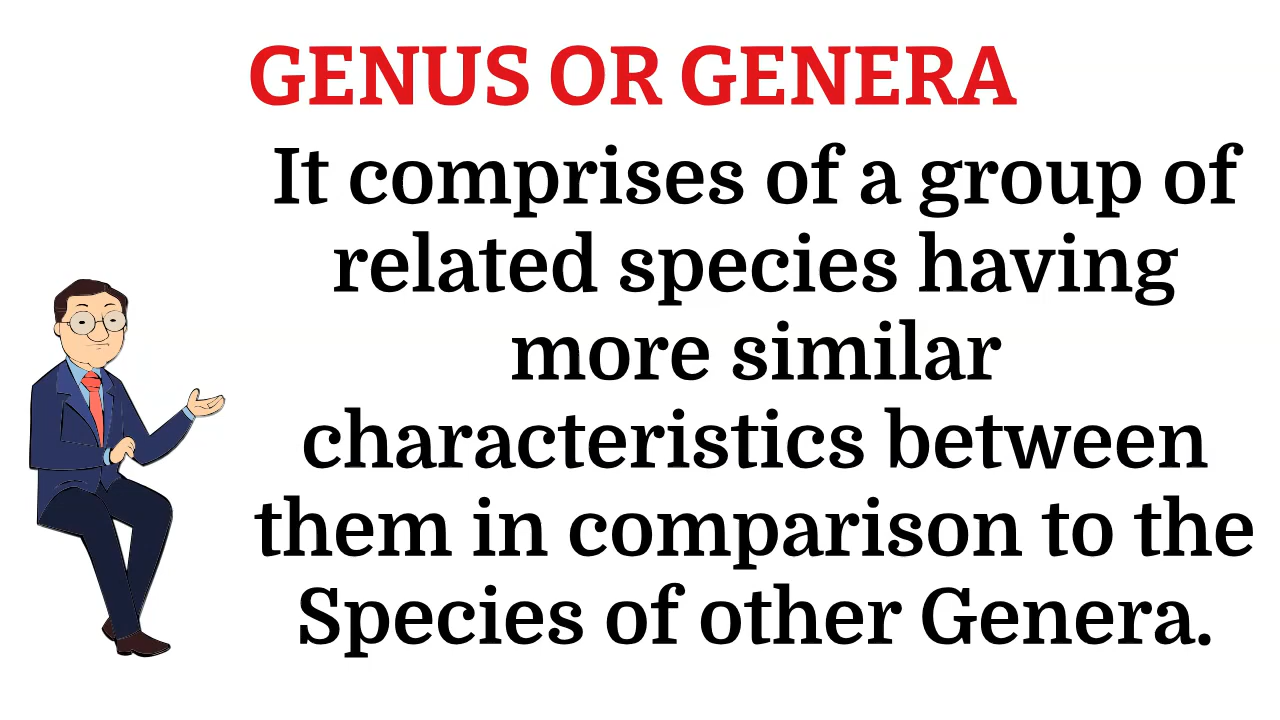 GENUS OR GENERA
It comprises of a group of
related species having
more similar
characteristics between
them in comparison to the
Species of other Genera.